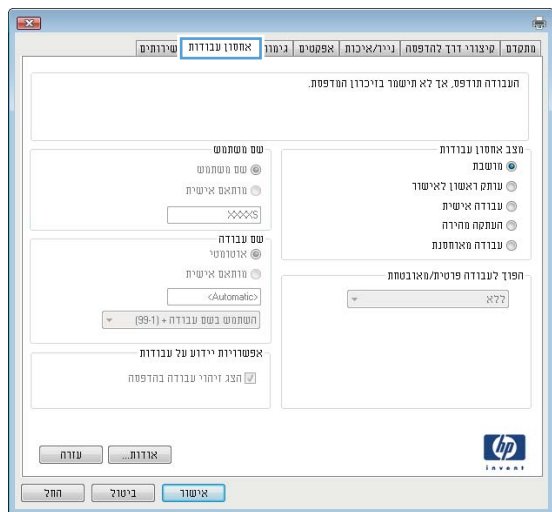 מתקדם קיצורי דרך להדפסה נייר/איכות אפקטים גימור אחסון עבודות שירותים
העבודה תודפס, אך לא תישמר בזיכרון המדפסת.
מצב אחסון עבודות
מושבת
עותק ראשון לאישור
עבודה אישית
העתקה מהירה
עבודה מאוחסנת
הפוך לעבודה פרטית/מאובטחת
ללא
שם משתמש
שם משתמש
מותאם אישית
XXXXS
שם עבודה
אוטומטי
מותאם אישית
<Automatic>
השתמש בשם עבודה + (99-1)
אפשרויות יידוע על עבודות
הצג זיהוי עבודה בהדפסה
hp
invent
אודות... עזרה
אישור ביטול החל